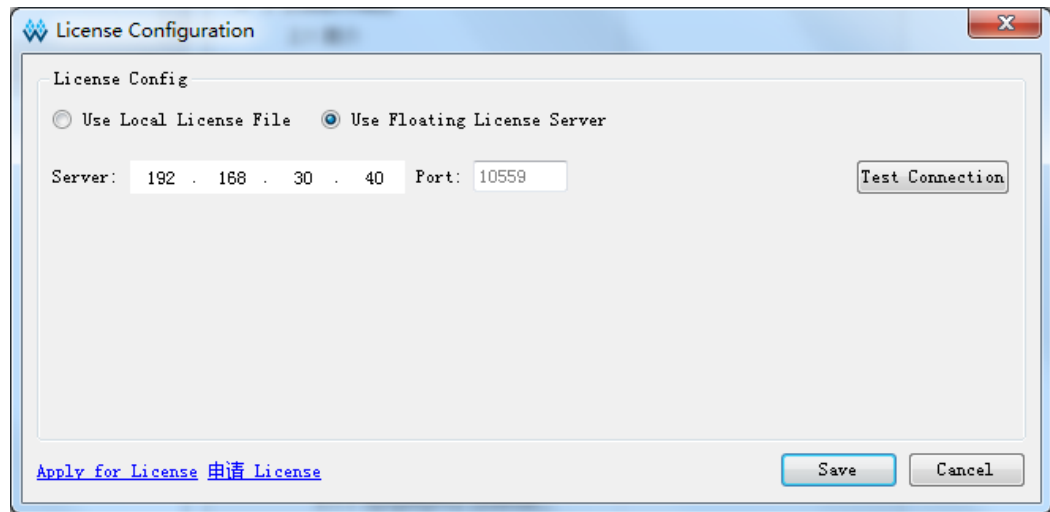 License Configuration
License Config
Use Local License File Use Floating License Server
Server: 192 . 168 . 30 . 40 Port: 10559 Test Connection
Apply for License 申请 License Save Cancel